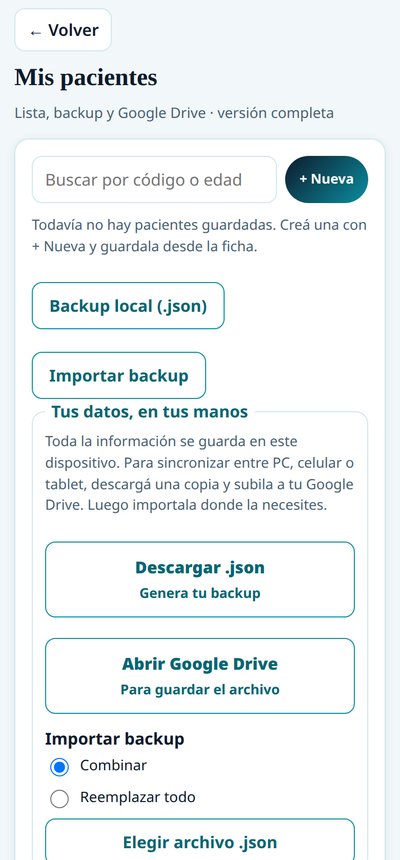 ← Volver
Mis pacientes
Lista, backup y Google Drive · versión completa
Buscar por código o edad
+ Nueva
Todavía no hay pacientes guardadas. Creá una con
+ Nueva y guardala desde la ficha.
Backup local (.json)
Importar backup
Tus datos, en tus manos
Toda la información se guarda en este
dispositivo. Para sincronizar entre PC, celular o
tablet, descargá una copia y subila a tu Google
Drive. Luego importala donde la necesites.
Descargar .json
Genera tu backup
Abrir Google Drive
Para guardar el archivo
Importar backup
Combinar
Reemplazar todo
Elegir archivo .json